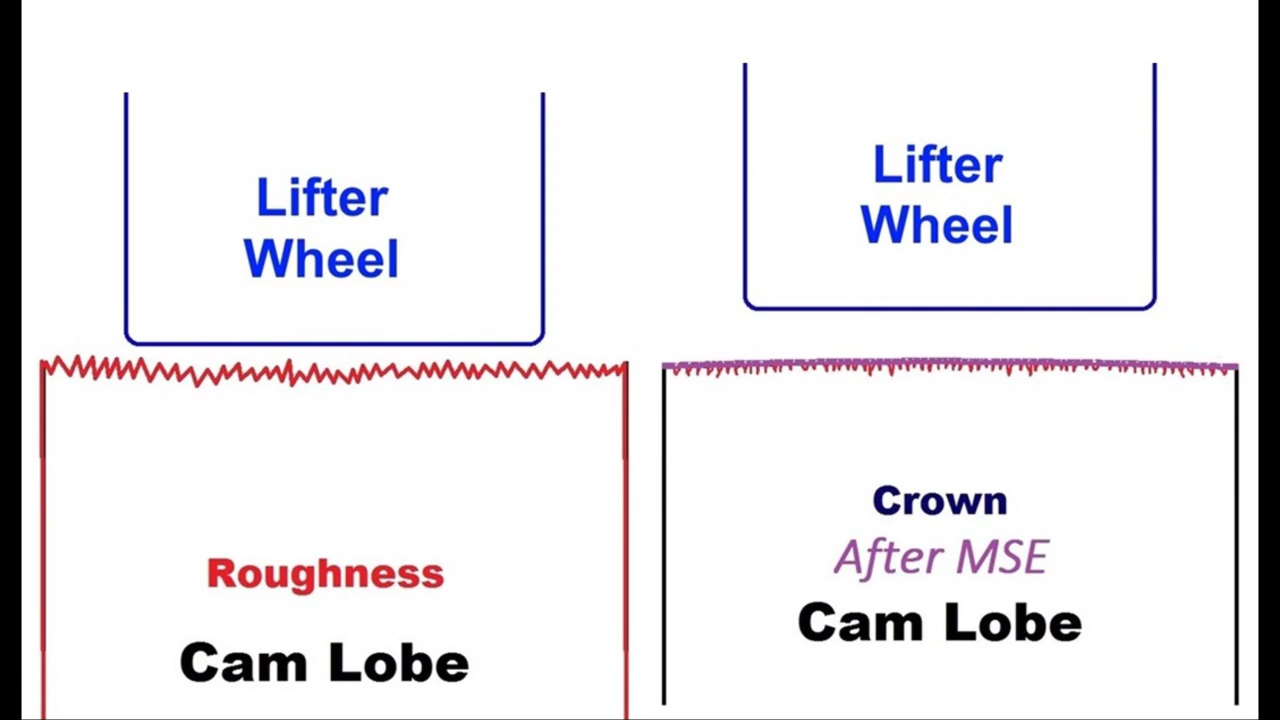 Lifter
Wheel
Roughness
Cam Lobe
Lifter
Wheel
Crown
After MSE
Cam Lobe